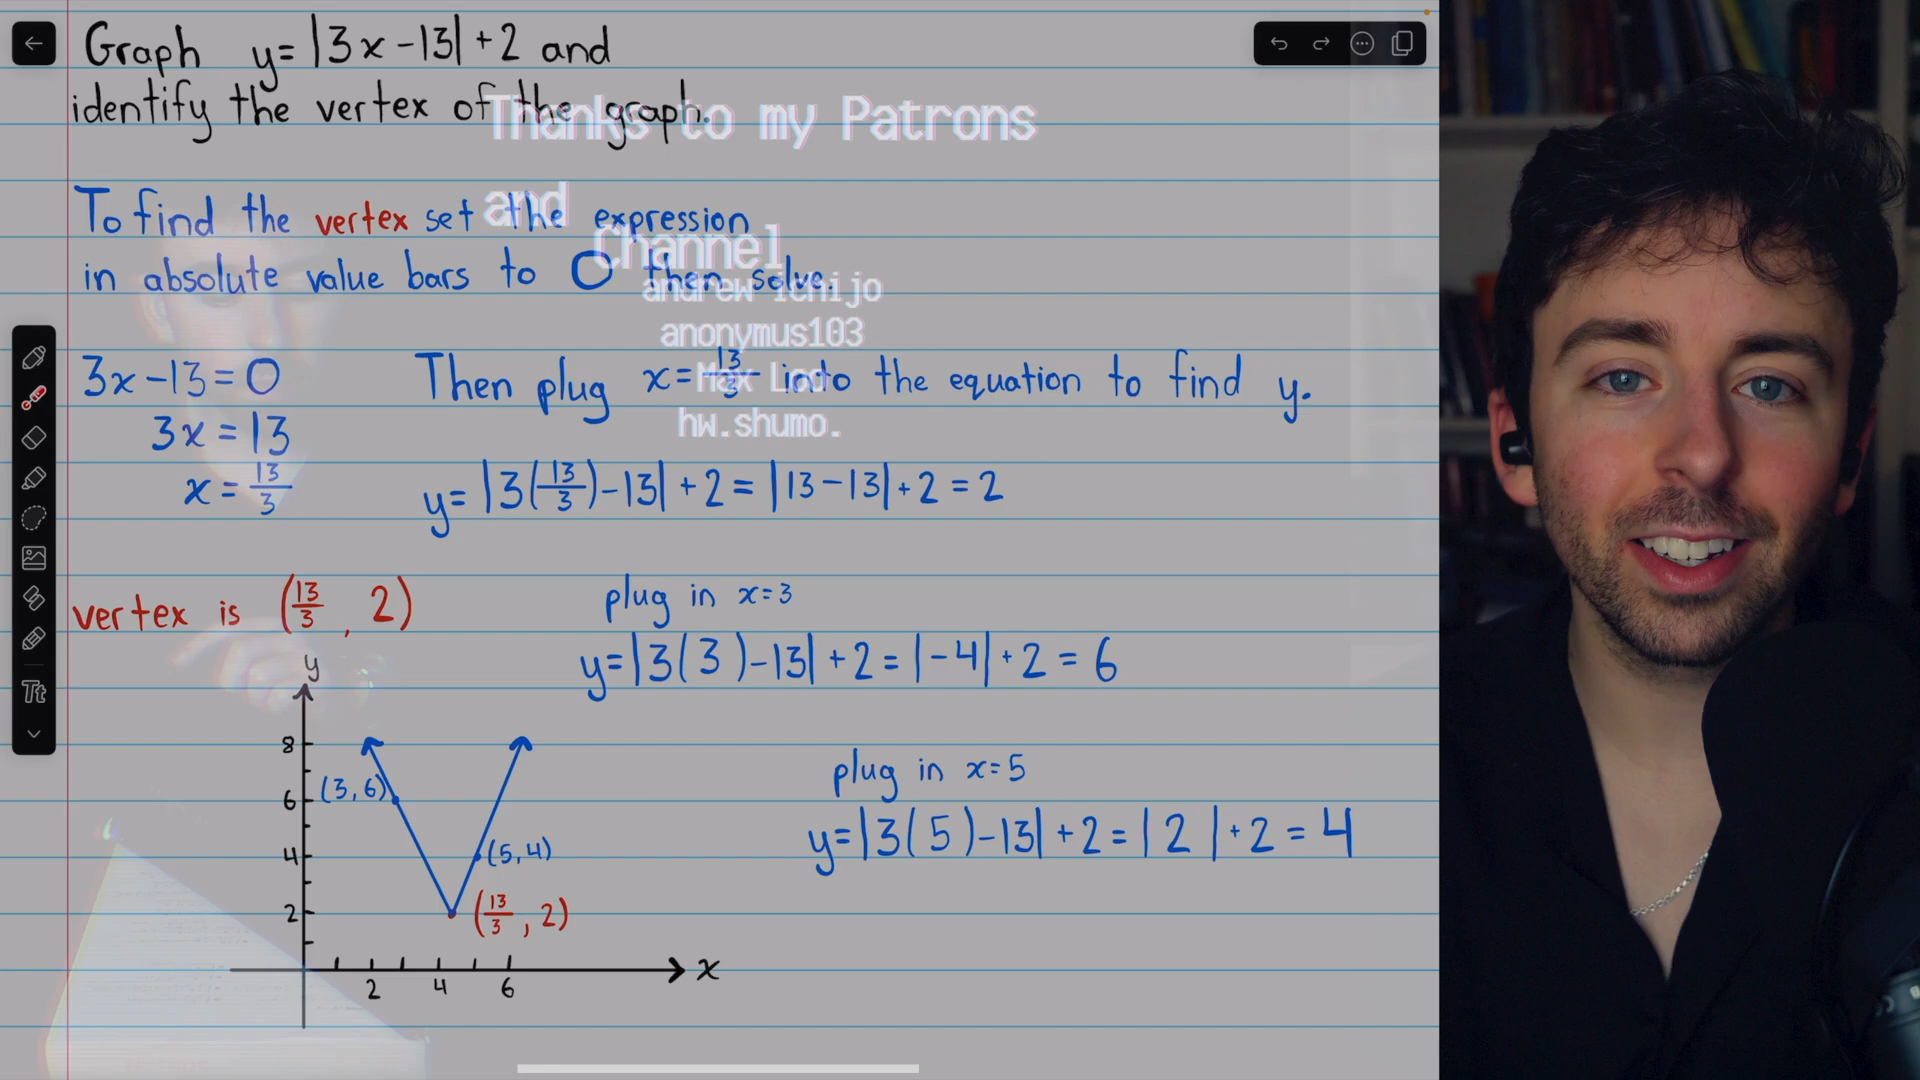 Graph y= |3x-13| +2 and
identify the vertex of the graph.
Thanks to my Patrons
and
Channel
To find the vertex set the expression
in absolute value bars to 0 then solve.
andrew ichijo
anonymus103
hw.shumo.
3x-13=0
3x=13
x=13/3
Then plug x=13/3 into the equation to find y.
y= |3(13/3)-13| +2 = |13-13| +2 = 2
vertex is (13/3, 2)
plug in x=3
y=|3(3)-13| +2 = |-4| +2 = 6
plug in x=5
y=|3(5)-13| +2 = |2| +2 = 4
y
8
(3,6)
6
4
(5,4)
2
(13/3, 2)
x
2 4 6
Tt